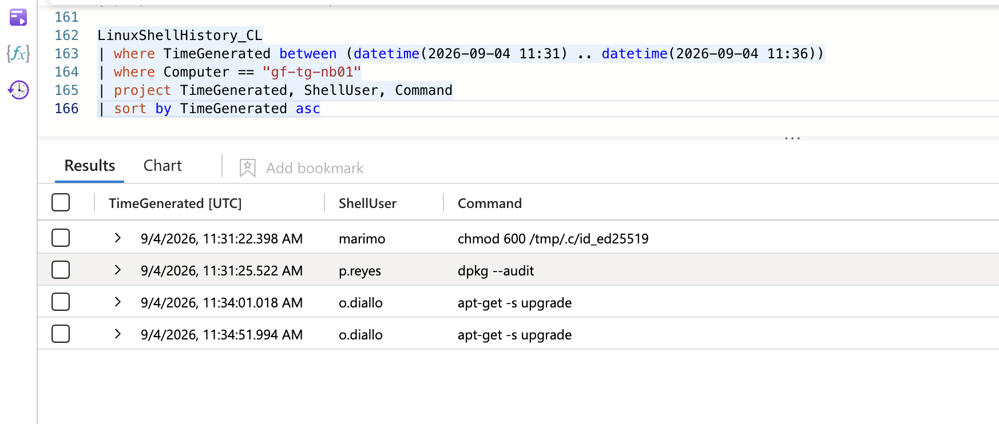 161
162 LinuxShellHistory_CL
163 | where TimeGenerated between (datetime(2026-09-04 11:31) .. datetime(2026-09-04 11:36))
164 | where Computer == "gf-tg-nb01"
165 | project TimeGenerated, ShellUser, Command
166 | sort by TimeGenerated asc
...
Results Chart Add bookmark
TimeGenerated [UTC] ShellUser Command
9/4/2026, 11:31:22.398 AM marimo chmod 600 /tmp/.c/id_ed25519
9/4/2026, 11:31:25.522 AM p.reyes dpkg --audit
9/4/2026, 11:34:01.018 AM o.diallo apt-get -s upgrade
9/4/2026, 11:34:51.994 AM o.diallo apt-get -s upgrade